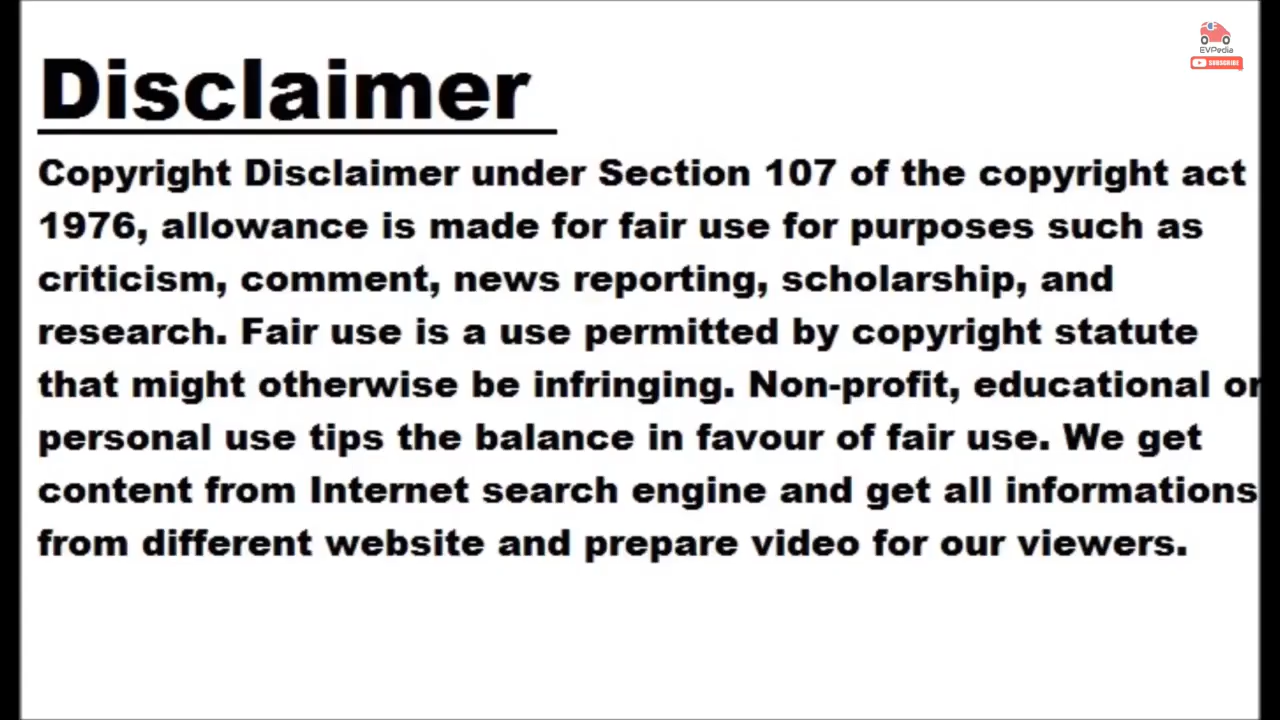 EVPedia
SUBSCRIBE
Disclaimer
Copyright Disclaimer under Section 107 of the copyright act
1976, allowance is made for fair use for purposes such as
criticism, comment, news reporting, scholarship, and
research. Fair use is a use permitted by copyright statute
that might otherwise be infringing. Non-profit, educational or
personal use tips the balance in favour of fair use. We get
content from Internet search engine and get all informations
from different website and prepare video for our viewers.